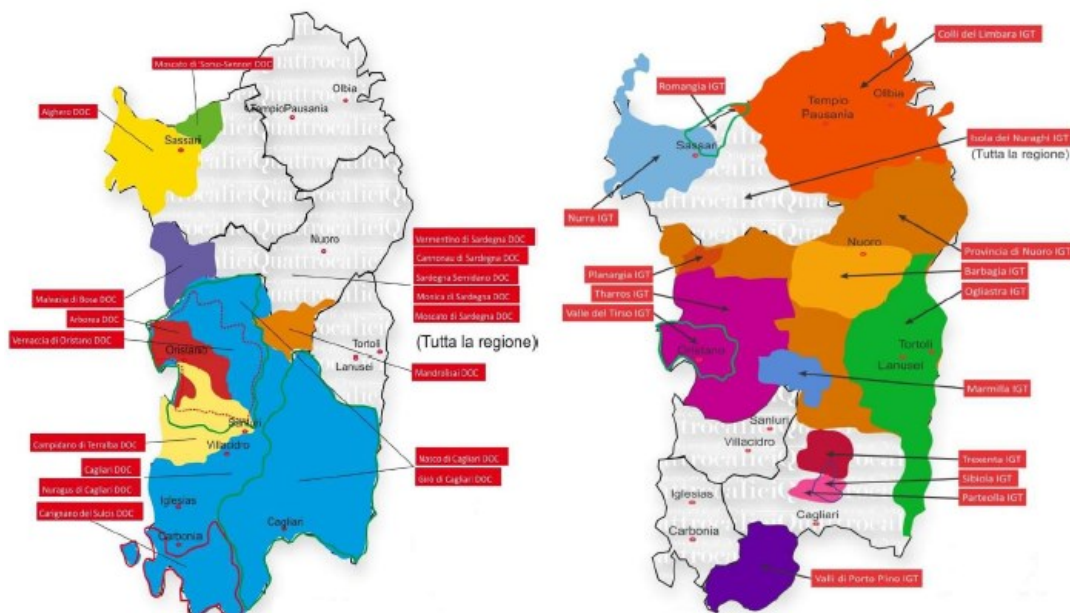 Moscato di Sorso-Sennori DOC
Alghero DOC
Sassari
Tempio Pausania
Olbia
Nuoro
Vermentino di Sardegna DOC
Cannonau di Sardegna DOC
Sardegna Semidano DOC
Monica di Sardegna DOC
Moscato di Sardegna DOC
(Tutta la regione)
Malvasia di Bosa DOC
Arborea DOC
Vernaccia di Oristano DOC
Oristano
Tortoli
Lanusei
Mandrolisai DOC
Campidano di Terralba DOC
Sanluri
Villacidro
Cagliari DOC
Nuragus di Cagliari DOC
Carignano del Sulcis DOC
Nasco di Cagliari DOC
Girò di Cagliari DOC
Iglesias
Carbonia
Cagliari
Colli del Limbara IGT
Romangia IGT
Tempio
Pausania
Olbia
Sassari
Isola dei Nuraghi IGT
(Tutta la regione)
Nurra IGT
Nuoro
Provincia di Nuoro IGT
Planargia IGT
Barbagia IGT
Tharros IGT
Ogliastra IGT
Valle del Tirso IGT
Oristano
Tortoli
Lanusei
Marmilla IGT
Sanluri
Villacidro
Trexenta IGT
Sibiola IGT
Parteolla IGT
Iglesias
Cagliari
Carbonia
Valli di Porto Pino IGT